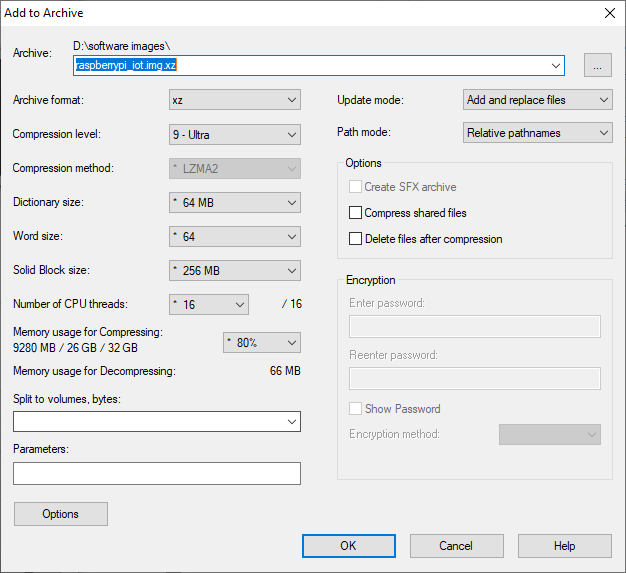 Add to Archive
Archive:
D:\software images\
raspberrypi_iot.img.xz
...
Archive format:
xz
Compression level:
9 - Ultra
Compression method:
* LZMA2
Dictionary size:
* 64 MB
Word size:
* 64
Solid Block size:
* 256 MB
Number of CPU threads:
* 16
/ 16
Memory usage for Compressing:
9280 MB / 26 GB / 32 GB
* 80%
Memory usage for Decompressing:
66 MB
Split to volumes, bytes:
Parameters:
Options
Update mode:
Add and replace files
Path mode:
Relative pathnames
Options
Create SFX archive
Compress shared files
Delete files after compression
Encryption
Enter password:
Reenter password:
Show Password
Encryption method:
OK
Cancel
Help